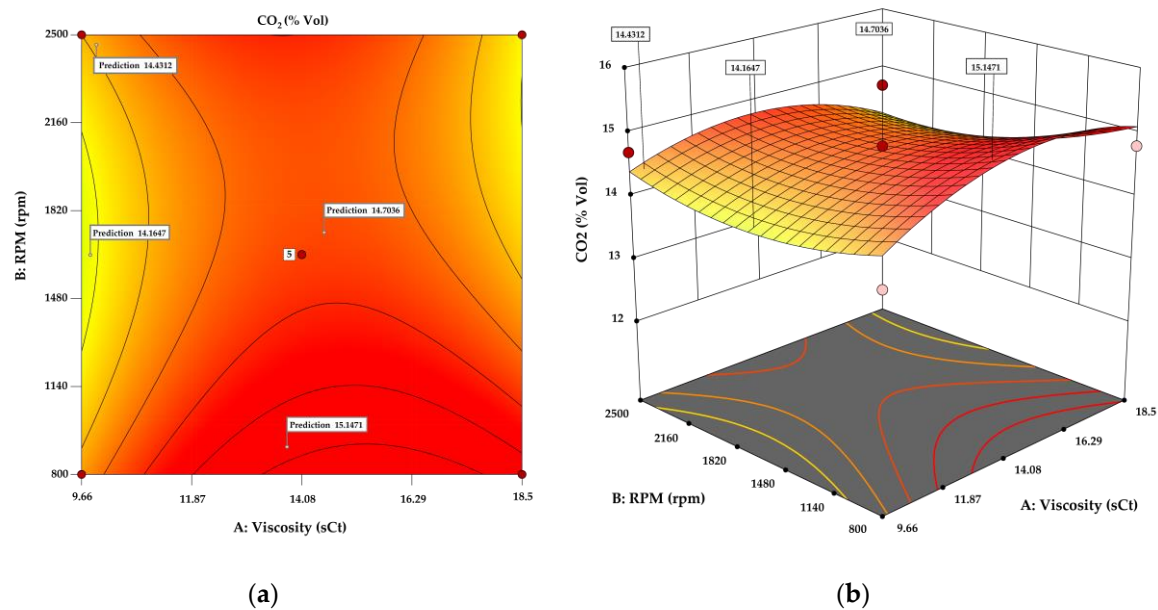 CO₂ (% Vol)
2500
2160
1820
1480
1140
800
B: RPM (rpm)
Prediction 14.4312
Prediction 14.7036
Prediction 14.1647
5
Prediction 15.1471
9.66
11.87
14.08
16.29
18.5
A: Viscosity (sCt)
(a)
14.4312
14.7036
14.1647
15.1471
16
15
14
13
12
CO2 (% Vol)
2500
2160
1820
1480
1140
800
B: RPM (rpm)
18.5
16.29
14.08
11.87
9.66
A: Viscosity (sCt)
(b)